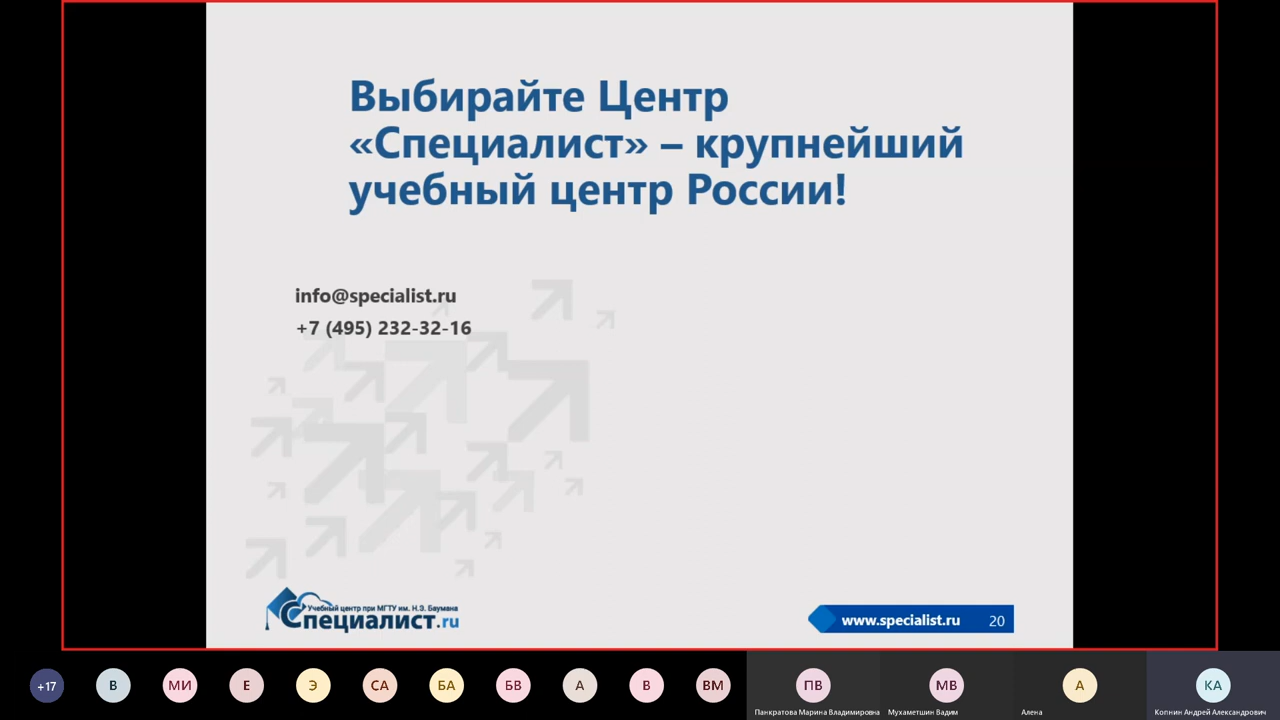 Выбирайте Центр
«Специалист» – крупнейший
учебный центр России!
info@specialist.ru
+7 (495) 232-32-16
Учебный центр при МГТУ им. Н.Э. Баумана
Специалист.ru
www.specialist.ru 20
+17 В МИ Е Э СА БА БВ А В ВМ ПВ МВ А КА
Панкратова Марина Владимировна Мухаметшин Вадим Алена Копнин Андрей Александрович